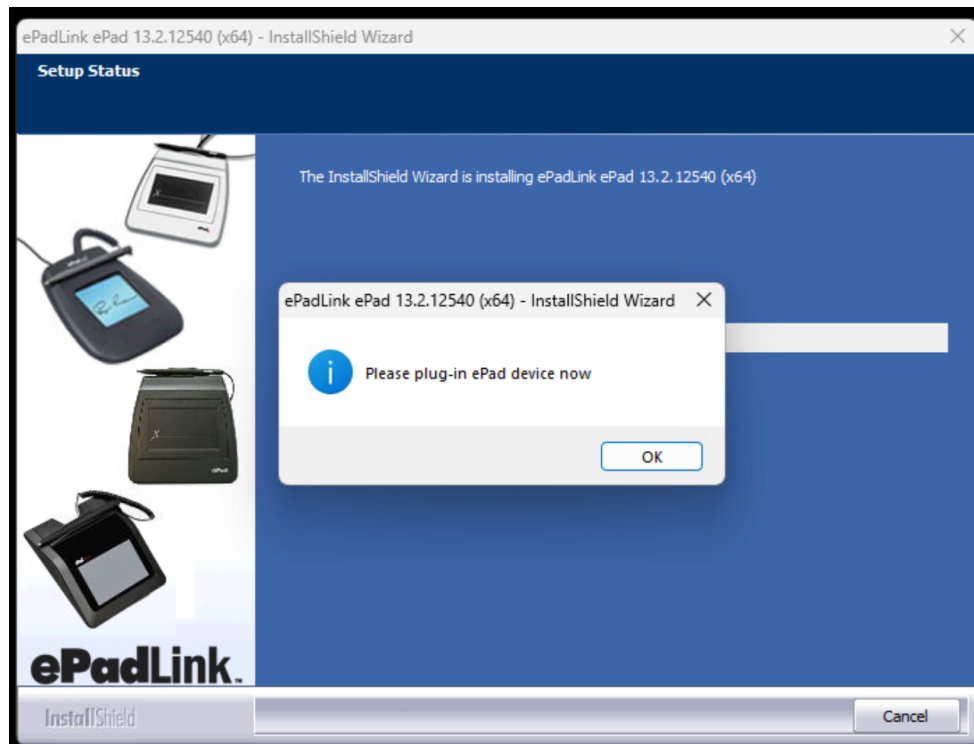 ePadLink ePad 13.2.12540 (x64) - InstallShield Wizard
Setup Status
The InstallShield Wizard is installing ePadLink ePad 13.2.12540 (x64)
ePadLink ePad 13.2.12540 (x64) - InstallShield Wizard
Please plug-in ePad device now
OK
ePadLink™
InstallShield
Cancel